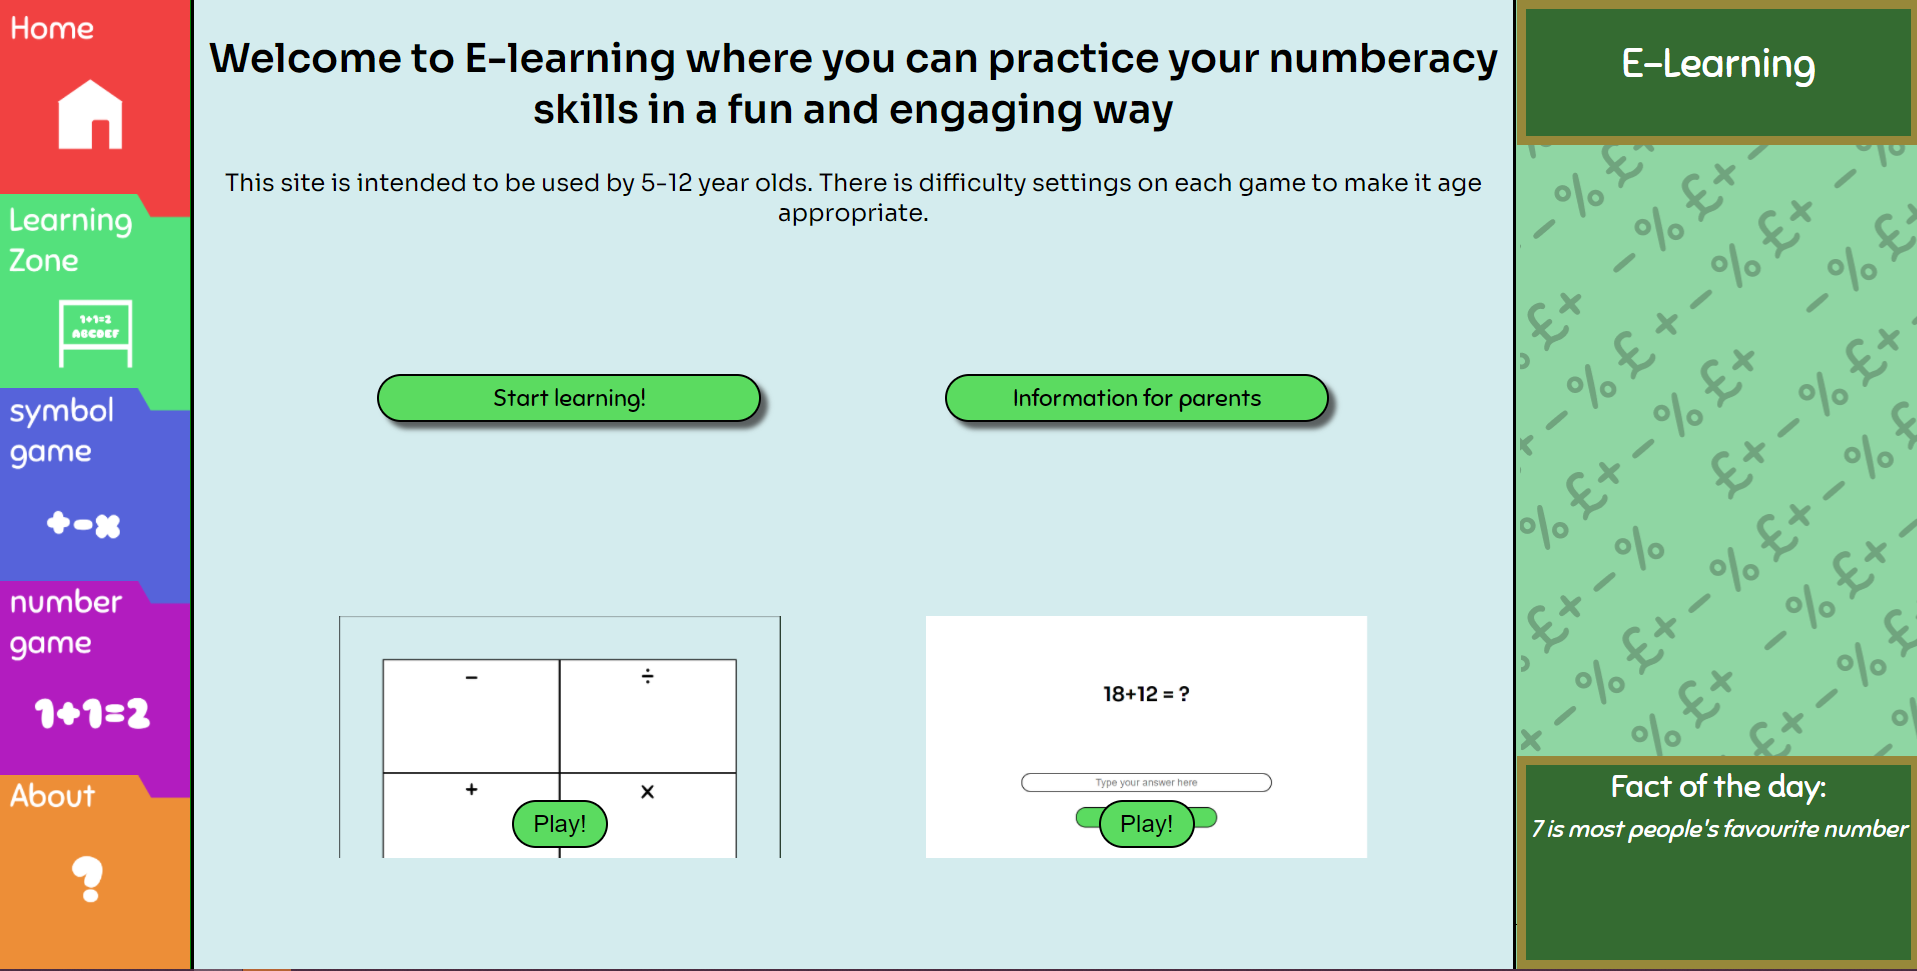 Home
Learning
Zone
1+1=2
ABCDEF
symbol
game
+-x
number
game
1+1=2
About
?
Welcome to E-learning where you can practice your numberacy
skills in a fun and engaging way
This site is intended to be used by 5-12 year olds. There is difficulty settings on each game to make it age
appropriate.
Start learning!
Information for parents
- ÷
+ x
Play!
18+12 = ?
Type your answer here
Play!
E-Learning
Fact of the day:
7 is most people's favourite number